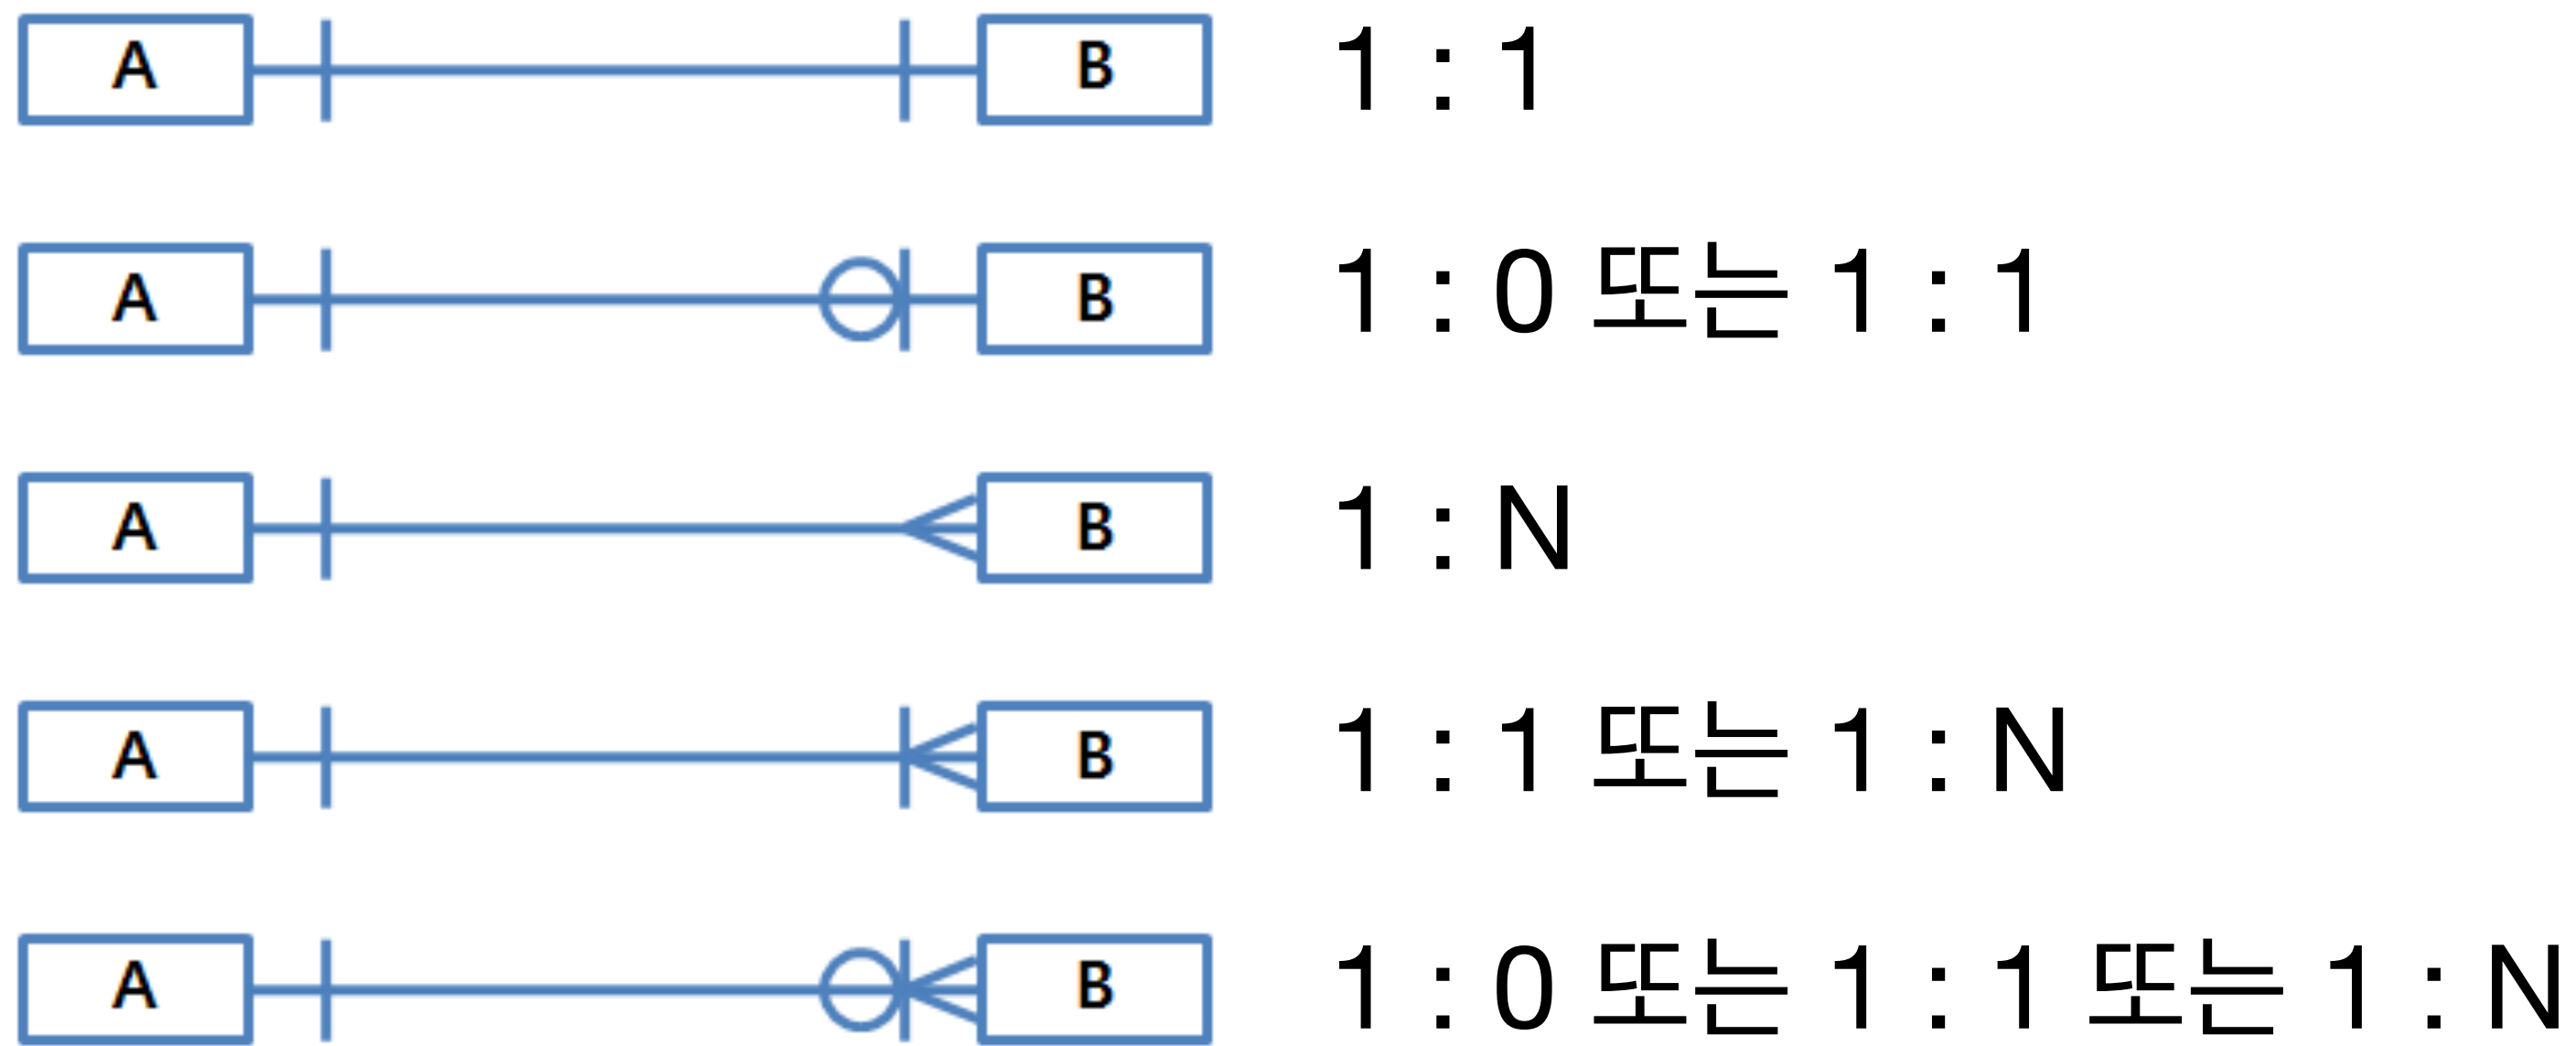 A B 1 : 1
A B 1 : 0 또는 1 : 1
A B 1 : N
A B 1 : 1 또는 1 : N
A B 1 : 0 또는 1 : 1 또는 1 : N